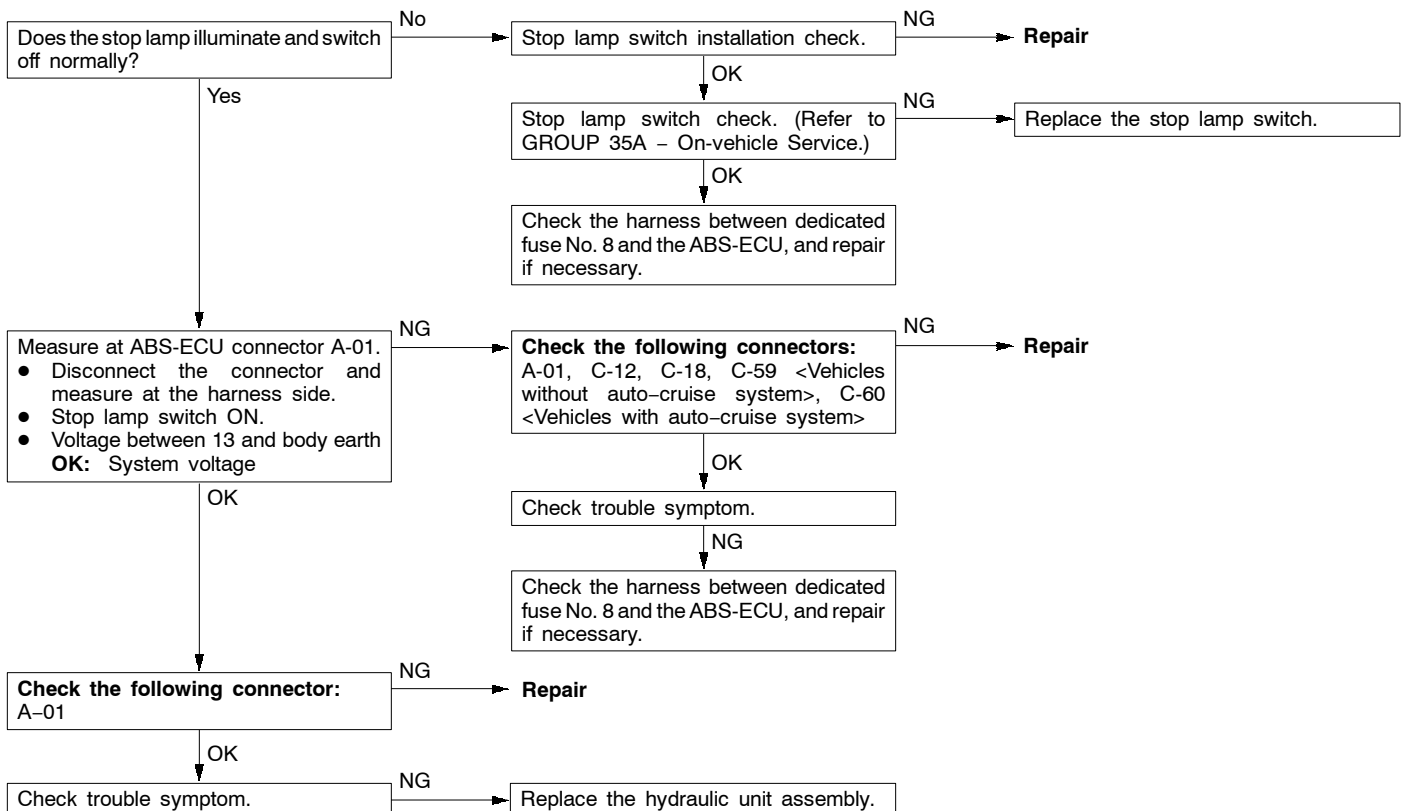 Does the stop lamp illuminate and switch
off normally?
No
Stop lamp switch installation check.
NG
Repair
OK
Yes
Stop lamp switch check. (Refer to
GROUP 35A – On-vehicle Service.)
NG
Replace the stop lamp switch.
OK
Check the harness between dedicated
fuse No. 8 and the ABS-ECU, and repair
if necessary.
Measure at ABS-ECU connector A-01.
● Disconnect the connector and
measure at the harness side.
● Stop lamp switch ON.
● Voltage between 13 and body earth
OK: System voltage
NG
Check the following connectors:
A-01, C-12, C-18, C-59 <Vehicles
without auto–cruise system>, C-60
<Vehicles with auto–cruise system>
NG
Repair
OK
OK
Check trouble symptom.
NG
Check the harness between dedicated
fuse No. 8 and the ABS-ECU, and repair
if necessary.
Check the following connector:
A–01
NG
Repair
OK
Check trouble symptom.
NG
Replace the hydraulic unit assembly.